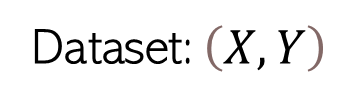 Dataset: (X, Y)